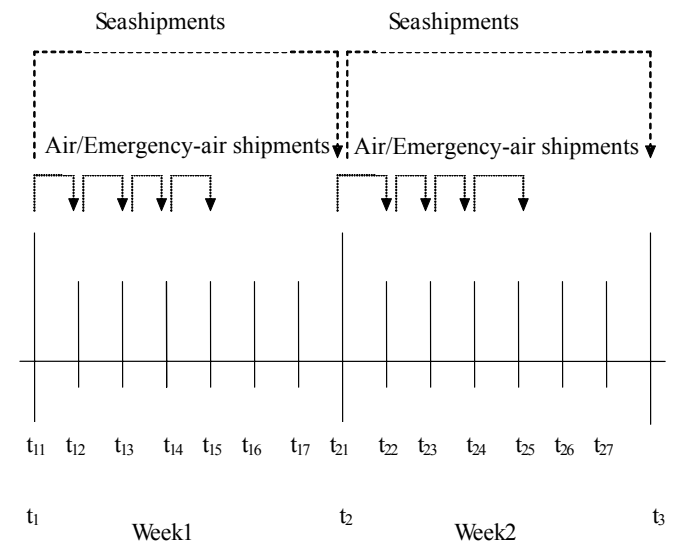 Seashipments Seashipments
Air/Emergency-air shipments Air/Emergency-air shipments
t11 t12 t13 t14 t15 t16 t17 t21 t22 t23 t24 t25 t26 t27
t1 t2 t3
Week1 Week2